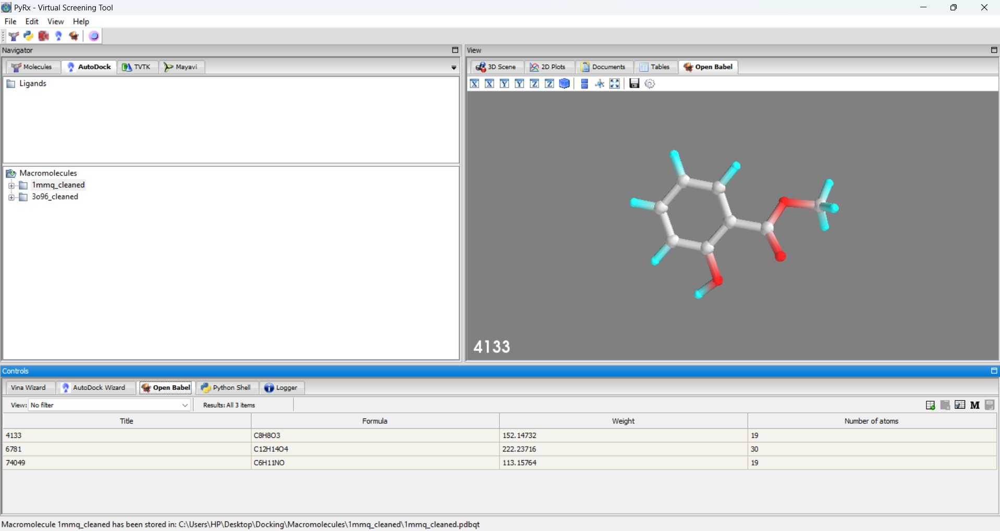 PyRx - Virtual Screening Tool
File Edit View Help
Navigator
Molecules AutoDock TVTK Mayavi
Ligands
Macromolecules
1mmq_cleaned
3o96_cleaned
View
3D Scene 2D Plots Documents Tables Open Babel
X X Y Y Z Z
4133
Controls
Vina Wizard AutoDock Wizard Open Babel Python Shell Logger
View: No filter Results: All 3 items M
Title Formula Weight Number of atoms
4133 C8H8O3 152.14732 19
6781 C12H14O4 222.23716 30
74049 C6H11NO 113.15764 19
Macromolecule 1mmq_cleaned has been stored in: C:\Users\HP\Desktop\Docking\Macromolecules\1mmq_cleaned\1mmq_cleaned.pdbqt